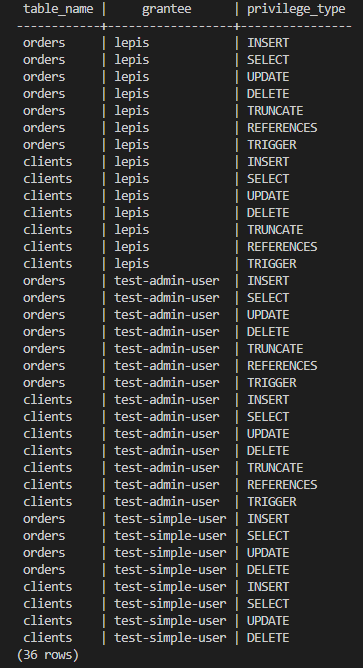 table_name | grantee | privilege_type
------------+------------------+----------------
orders | lepis | INSERT
orders | lepis | SELECT
orders | lepis | UPDATE
orders | lepis | DELETE
orders | lepis | TRUNCATE
orders | lepis | REFERENCES
orders | lepis | TRIGGER
clients | lepis | INSERT
clients | lepis | SELECT
clients | lepis | UPDATE
clients | lepis | DELETE
clients | lepis | TRUNCATE
clients | lepis | REFERENCES
clients | lepis | TRIGGER
orders | test-admin-user | INSERT
orders | test-admin-user | SELECT
orders | test-admin-user | UPDATE
orders | test-admin-user | DELETE
orders | test-admin-user | TRUNCATE
orders | test-admin-user | REFERENCES
orders | test-admin-user | TRIGGER
clients | test-admin-user | INSERT
clients | test-admin-user | SELECT
clients | test-admin-user | UPDATE
clients | test-admin-user | DELETE
clients | test-admin-user | TRUNCATE
clients | test-admin-user | REFERENCES
clients | test-admin-user | TRIGGER
orders | test-simple-user | INSERT
orders | test-simple-user | SELECT
orders | test-simple-user | UPDATE
orders | test-simple-user | DELETE
clients | test-simple-user | INSERT
clients | test-simple-user | SELECT
clients | test-simple-user | UPDATE
clients | test-simple-user | DELETE
(36 rows)